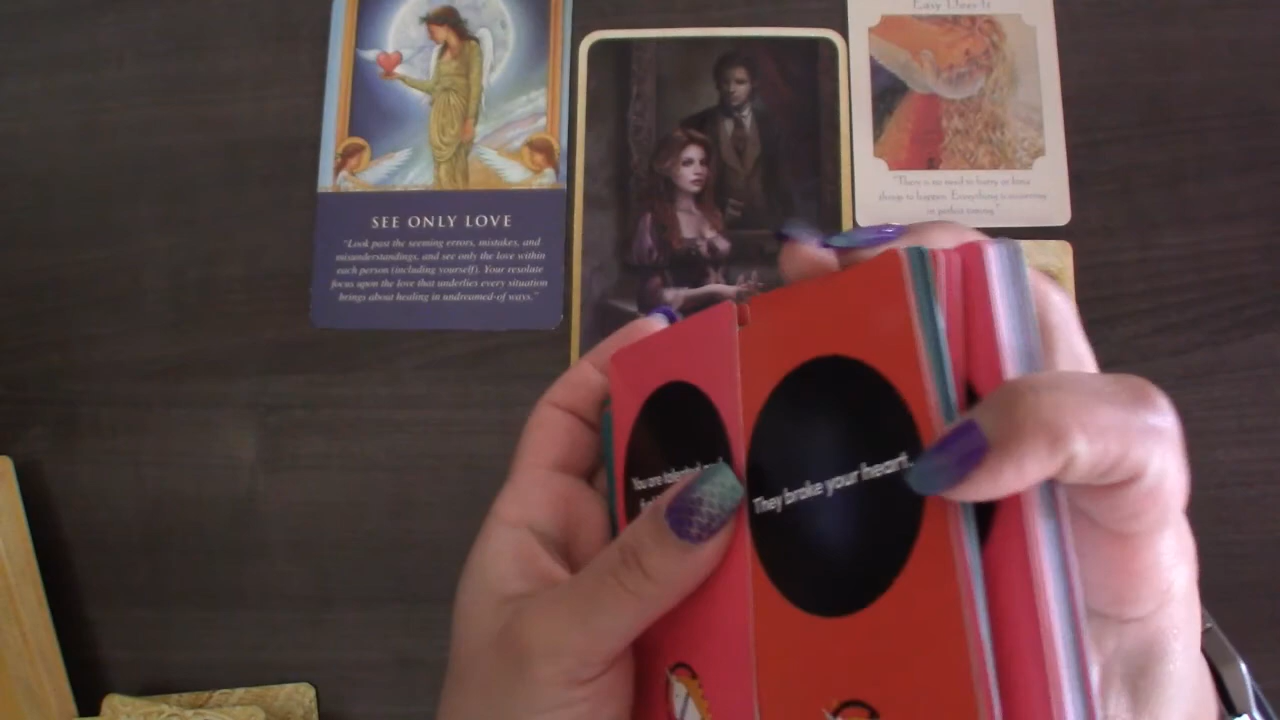 SEE ONLY LOVE
"Look past the seeming errors, mistakes, and
misunderstandings, and see only the love within
each person (including yourself). Your resolute
focus upon the love that underlies every situation
brings about healing in undreamed-of ways."
"There is no need to hurry or force
things to happen. Everything is occurring
in perfect timing."
You are
They broke your heart.